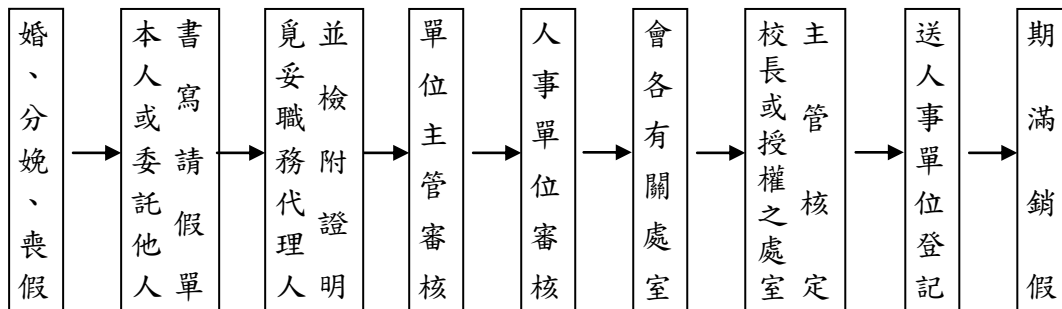 婚、分娩、喪假
本人或委託他人
書寫請假單
覓妥職務代理人
並檢附證明
單位主管審核
人事單位審核
會各有關處室
校長或授權之處室
主管核定
送人事單位登記
期滿銷假